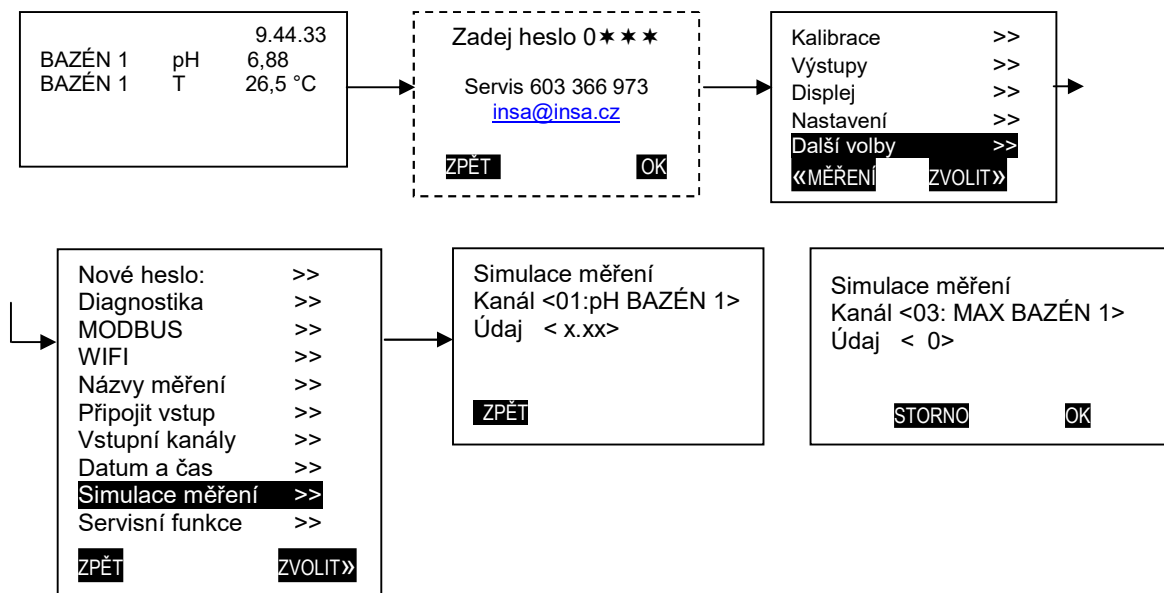 9.44.33
BAZÉN 1 pH 6,88
BAZÉN 1 T 26,5 °C
Zadej heslo 0✶✶✶
Servis 603 366 973
insa@insa.cz
ZPĚT OK
Kalibrace >>
Výstupy >>
Displej >>
Nastavení >>
Další volby >>
«MĚŘENÍ ZVOLIT»
Nové heslo: >>
Diagnostika >>
MODBUS >>
WIFI >>
Názvy měření >>
Připojit vstup >>
Vstupní kanály >>
Datum a čas >>
Simulace měření >>
Servisní funkce >>
ZPĚT ZVOLIT»
Simulace měření
Kanál <01:pH BAZÉN 1>
Údaj < x.xx>
ZPĚT
Simulace měření
Kanál <03: MAX BAZÉN 1>
Údaj < 0>
STORNO OK